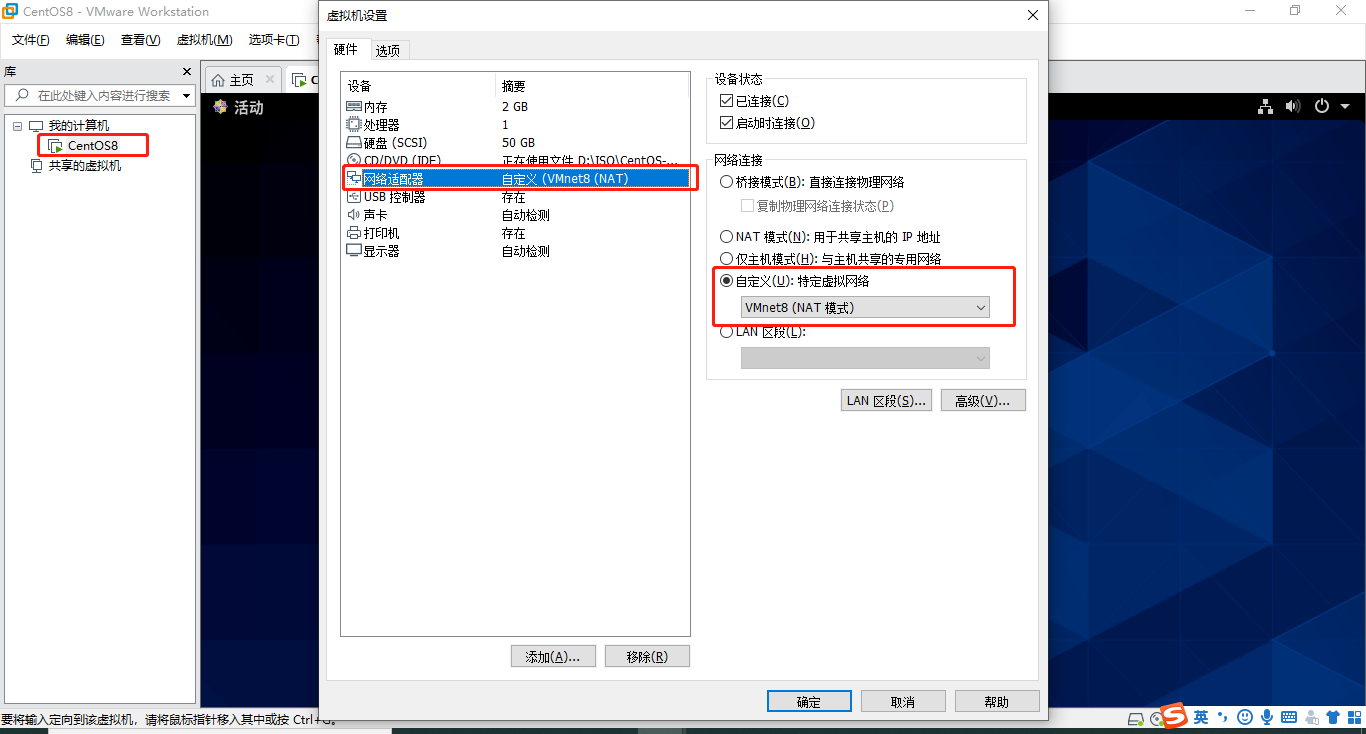 CentOS8 - VMware Workstation
文件(F) 编辑(E) 查看(V) 虚拟机(M) 选项卡(T)
库
在此处键入内容进行搜索
我的计算机
CentOS8
共享的虚拟机
主页
活动
虚拟机设置
硬件 选项
设备 摘要
内存 2 GB
处理器 1
硬盘 (SCSI) 50 GB
CD/DVD (IDE) 正在使用文件 D:\ISO\CentOS-...
网络适配器 自定义 (VMnet8 (NAT)
USB 控制器 存在
声卡 自动检测
打印机 存在
显示器 自动检测
添加(A)... 移除(R)
设备状态
已连接(C)
启动时连接(O)
网络连接
桥接模式(B): 直接连接物理网络
复制物理网络连接状态(P)
NAT 模式(N): 用于共享主机的 IP 地址
仅主机模式(H): 与主机共享的专用网络
自定义(U): 特定虚拟网络
VMnet8 (NAT 模式)
LAN 区段(L):
LAN 区段(S)... 高级(V)...
确定 取消 帮助
要将输入定向到该虚拟机，请将鼠标指针移入其中或按 Ctrl+G。
英